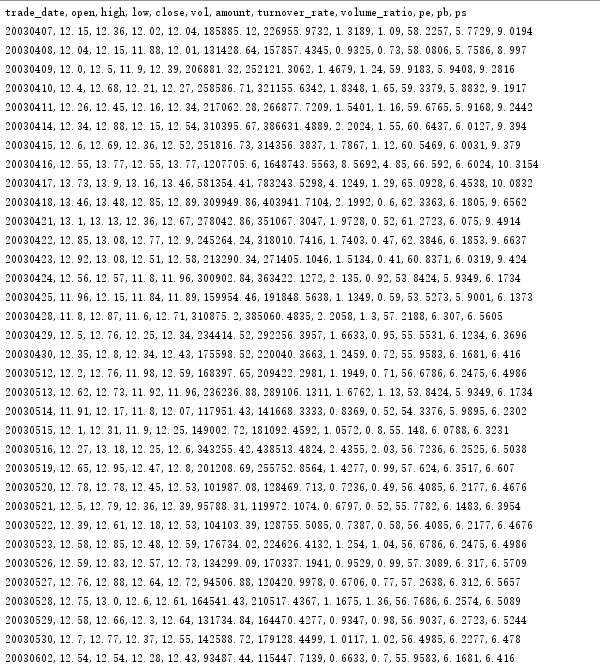 trade_date, open, high, low, close, vol, amount, turnover_rate, volume_ratio, pe, pb, ps
20030407, 12.15, 12.36, 12.02, 12.04, 185885.12, 226955.9732, 1.3189, 1.09, 58.2257, 5.7729, 9.0194
20030408, 12.04, 12.15, 11.88, 12.01, 131428.64, 157857.4345, 0.9325, 0.73, 58.0806, 5.7586, 8.997
20030409, 12.0, 12.5, 11.9, 12.39, 206881.32, 252121.3062, 1.4679, 1.24, 59.9183, 5.9408, 9.2816
20030410, 12.4, 12.68, 12.21, 12.27, 258586.71, 321155.6342, 1.8348, 1.65, 59.3379, 5.8832, 9.1917
20030411, 12.26, 12.45, 12.16, 12.34, 217062.28, 266877.7209, 1.5401, 1.16, 59.6765, 5.9168, 9.2442
20030414, 12.34, 12.88, 12.15, 12.54, 310395.67, 386631.4889, 2.2024, 1.55, 60.6437, 6.0127, 9.394
20030415, 12.6, 12.69, 12.36, 12.52, 251816.73, 314356.3837, 1.7867, 1.12, 60.5469, 6.0031, 9.379
20030416, 12.55, 13.77, 12.55, 13.77, 1207705.6, 1648743.5563, 8.5692, 4.85, 66.592, 6.6024, 10.3154
20030417, 13.73, 13.9, 13.16, 13.46, 581354.41, 783243.5298, 4.1249, 1.29, 65.0928, 6.4538, 10.0832
20030418, 13.46, 13.48, 12.85, 12.89, 309949.86, 403941.7104, 2.1992, 0.6, 62.3363, 6.1805, 9.6562
20030421, 13.1, 13.13, 12.36, 12.67, 278042.86, 351067.3047, 1.9728, 0.52, 61.2723, 6.075, 9.4914
20030422, 12.85, 13.08, 12.77, 12.9, 245264.24, 318010.7416, 1.7403, 0.47, 62.3846, 6.1853, 9.6637
20030423, 12.92, 13.08, 12.51, 12.58, 213290.34, 271405.1046, 1.5134, 0.41, 60.8371, 6.0319, 9.424
20030424, 12.56, 12.57, 11.8, 11.96, 300902.84, 363422.1272, 2.135, 0.92, 53.8424, 5.9349, 6.1734
20030425, 11.96, 12.15, 11.84, 11.89, 159954.46, 191848.5638, 1.1349, 0.59, 53.5273, 5.9001, 6.1373
20030428, 11.8, 12.87, 11.6, 12.71, 310875.2, 385060.4835, 2.2058, 1.3, 57.2188, 6.307, 6.5605
20030429, 12.5, 12.76, 12.25, 12.34, 234414.52, 292256.3957, 1.6633, 0.95, 55.5531, 6.1234, 6.3696
20030430, 12.35, 12.8, 12.34, 12.43, 175598.52, 220040.3663, 1.2459, 0.72, 55.9583, 6.1681, 6.416
20030512, 12.2, 12.76, 11.98, 12.59, 168397.65, 209422.2981, 1.1949, 0.71, 56.6786, 6.2475, 6.4986
20030513, 12.62, 12.73, 11.92, 11.96, 236236.88, 289106.1311, 1.6762, 1.13, 53.8424, 5.9349, 6.1734
20030514, 11.91, 12.17, 11.8, 12.07, 117951.43, 141668.3333, 0.8369, 0.52, 54.3376, 5.9895, 6.2302
20030515, 12.1, 12.31, 11.9, 12.25, 149002.72, 181092.4592, 1.0572, 0.8, 55.148, 6.0788, 6.3231
20030516, 12.27, 13.18, 12.25, 12.6, 343255.42, 438513.4824, 2.4355, 2.03, 56.7236, 6.2525, 6.5038
20030519, 12.65, 12.95, 12.47, 12.8, 201208.69, 255752.8564, 1.4277, 0.99, 57.624, 6.3517, 6.607
20030520, 12.78, 12.78, 12.45, 12.53, 101987.08, 128469.713, 0.7236, 0.49, 56.4085, 6.2177, 6.4676
20030521, 12.5, 12.79, 12.36, 12.39, 95788.31, 119972.1074, 0.6797, 0.52, 55.7782, 6.1483, 6.3954
20030522, 12.39, 12.61, 12.18, 12.53, 104103.39, 128755.5085, 0.7387, 0.58, 56.4085, 6.2177, 6.4676
20030523, 12.58, 12.85, 12.48, 12.59, 176734.02, 224626.4132, 1.254, 1.04, 56.6786, 6.2475, 6.4986
20030526, 12.59, 12.83, 12.57, 12.73, 134299.09, 170337.1941, 0.9529, 0.99, 57.3089, 6.317, 6.5709
20030527, 12.76, 12.88, 12.64, 12.72, 94506.88, 120420.9978, 0.6706, 0.77, 57.2638, 6.312, 6.5657
20030528, 12.75, 13.0, 12.6, 12.61, 164541.43, 210517.4367, 1.1675, 1.36, 56.7686, 6.2574, 6.5089
20030529, 12.58, 12.66, 12.3, 12.64, 131734.84, 164470.4277, 0.9347, 0.98, 56.9037, 6.2723, 6.5244
20030530, 12.7, 12.77, 12.37, 12.55, 142588.72, 179128.4499, 1.0117, 1.02, 56.4985, 6.2277, 6.478
20030602, 12.54, 12.54, 12.28, 12.43, 93487.44, 115447.7139, 0.6633, 0.7, 55.9583, 6.1681, 6.416